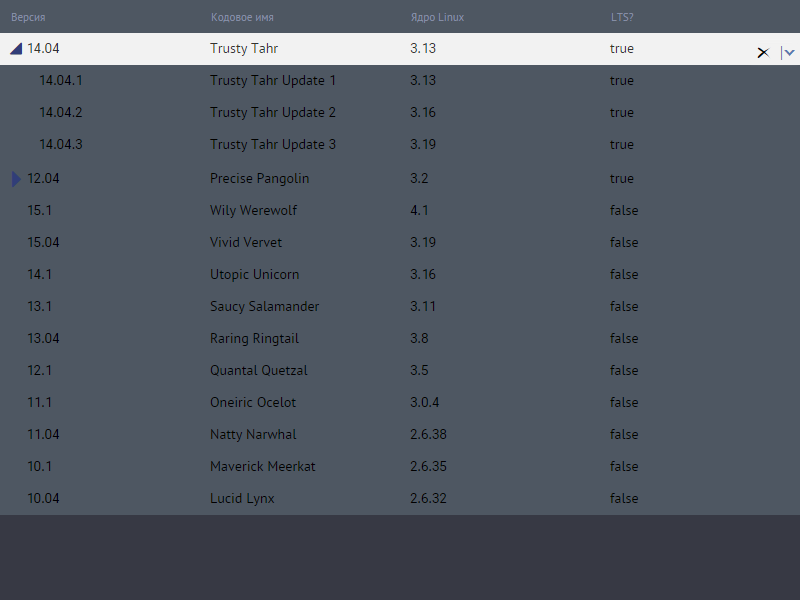 Версия Кодовое имя Ядро Linux LTS?
14.04 Trusty Tahr 3.13 true
14.04.1 Trusty Tahr Update 1 3.13 true
14.04.2 Trusty Tahr Update 2 3.16 true
14.04.3 Trusty Tahr Update 3 3.19 true
12.04 Precise Pangolin 3.2 true
15.1 Wily Werewolf 4.1 false
15.04 Vivid Vervet 3.19 false
14.1 Utopic Unicorn 3.16 false
13.1 Saucy Salamander 3.11 false
13.04 Raring Ringtail 3.8 false
12.1 Quantal Quetzal 3.5 false
11.1 Oneiric Ocelot 3.0.4 false
11.04 Natty Narwhal 2.6.38 false
10.1 Maverick Meerkat 2.6.35 false
10.04 Lucid Lynx 2.6.32 false